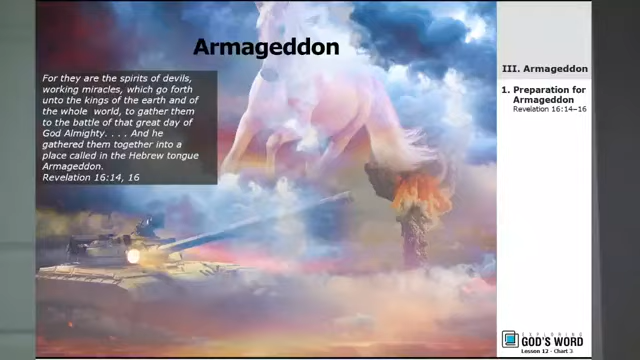 Armageddon
For they are the spirits of devils,
working miracles, which go forth
unto the kings of the earth and of
the whole world, to gather them
to the battle of that great day of
God Almighty. . . . And he
gathered them together into a
place called in the Hebrew tongue
Armageddon.
Revelation 16:14, 16
III. Armageddon
1. Preparation for
Armageddon
Revelation 16:14–16
EXPLORING
GOD'S WORD
Lesson 12 - Chart 3